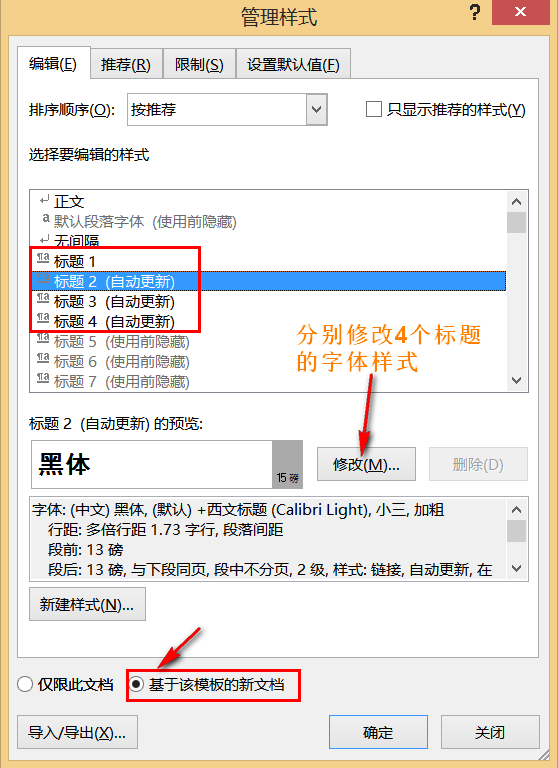 管理样式
?
编辑(E) 推荐(R) 限制(S) 设置默认值(F)
排序顺序(O): 按推荐 只显示推荐的样式(Y)
选择要编辑的样式
正文
a 默认段落字体 (使用前隐藏)
无间隔
¶a 标题 1
¶a 标题 2 (自动更新)
¶a 标题 3 (自动更新)
¶a 标题 4 (自动更新)
¶a 标题 5 (使用前隐藏)
¶a 标题 6 (使用前隐藏)
¶a 标题 7 (使用前隐藏)
分别修改4个标题
的字体样式
标题 2 (自动更新) 的预览:
黑体 15 磅
修改(M)... 删除(D)
字体: (中文) 黑体, (默认) +西文标题 (Calibri Light), 小三, 加粗
行距: 多倍行距 1.73 字行, 段落间距
段前: 13 磅
段后: 13 磅, 与下段同页, 段中不分页, 2 级, 样式: 链接, 自动更新, 在
新建样式(N)...
仅限此文档 基于该模板的新文档
导入/导出(X)... 确定 关闭